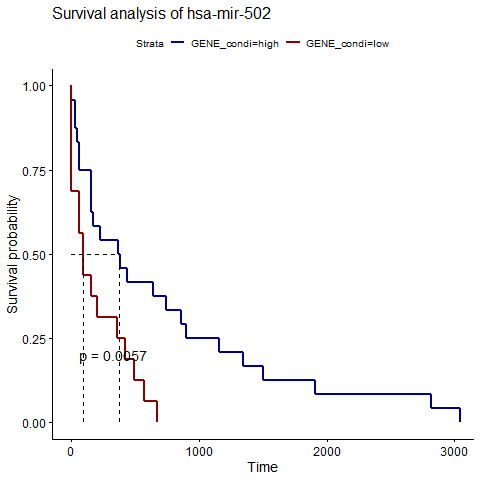 Survival analysis of hsa-mir-502
Strata GENE_condi=high GENE_condi=low
1.00
0.75
0.50
0.25
0.00
Survival probability
p = 0.0057
0 1000 2000 3000
Time